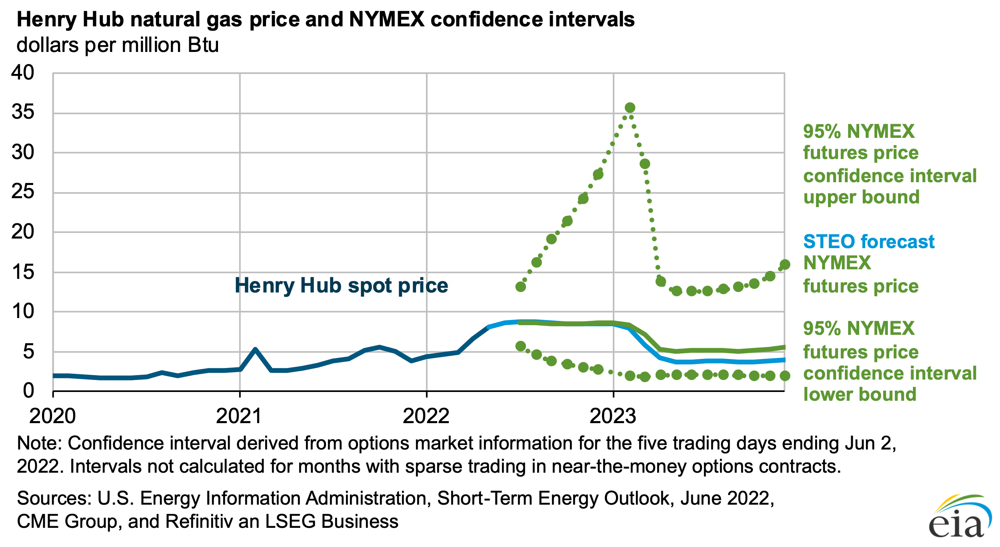 Henry Hub natural gas price and NYMEX confidence intervals
dollars per million Btu
40
35
30
25
20
15
10
5
0
2020
2021
2022
2023
Henry Hub spot price
95% NYMEX
futures price
confidence interval
upper bound
STEO forecast
NYMEX
futures price
95% NYMEX
futures price
confidence interval
lower bound
Note: Confidence interval derived from options market information for the five trading days ending Jun 2,
2022. Intervals not calculated for months with sparse trading in near-the-money options contracts.
Sources: U.S. Energy Information Administration, Short-Term Energy Outlook, June 2022,
CME Group, and Refinitiv an LSEG Business
eia